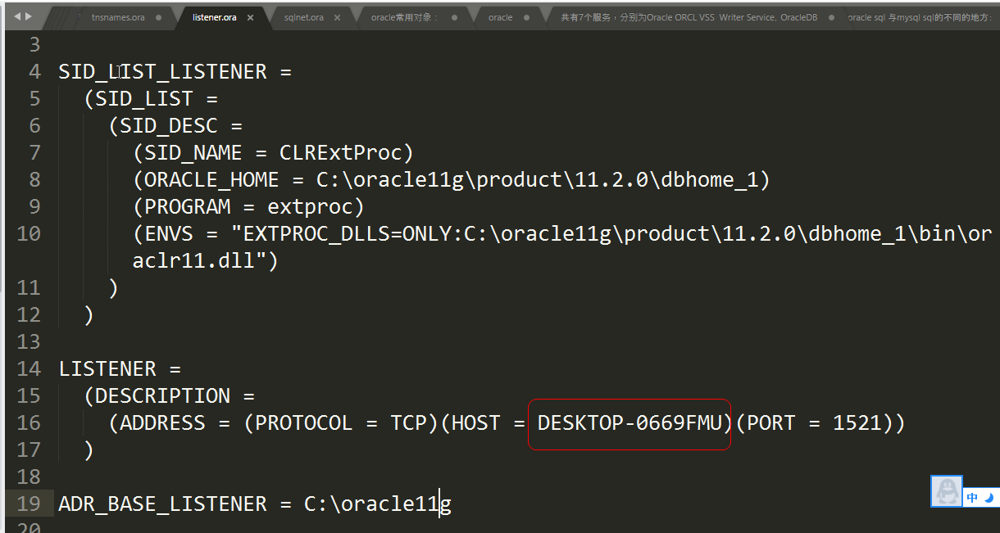 tnsnames.ora listener.ora sqlnet.ora oracle常用对象： oracle 共有7个服务，分别为Oracle ORCL VSS Writer Service, OracleDB oracle sql 与mysql sql的不同的地方:
3
4 SID_LIST_LISTENER =
5 (SID_LIST =
6 (SID_DESC =
7 (SID_NAME = CLRExtProc)
8 (ORACLE_HOME = C:\oracle11g\product\11.2.0\dbhome_1)
9 (PROGRAM = extproc)
10 (ENVS = "EXTPROC_DLLS=ONLY:C:\oracle11g\product\11.2.0\dbhome_1\bin\or
aclr11.dll")
11 )
12 )
13
14 LISTENER =
15 (DESCRIPTION =
16 (ADDRESS = (PROTOCOL = TCP)(HOST = DESKTOP-0669FMU)(PORT = 1521))
17 )
18
19 ADR_BASE_LISTENER = C:\oracle11g
20
中